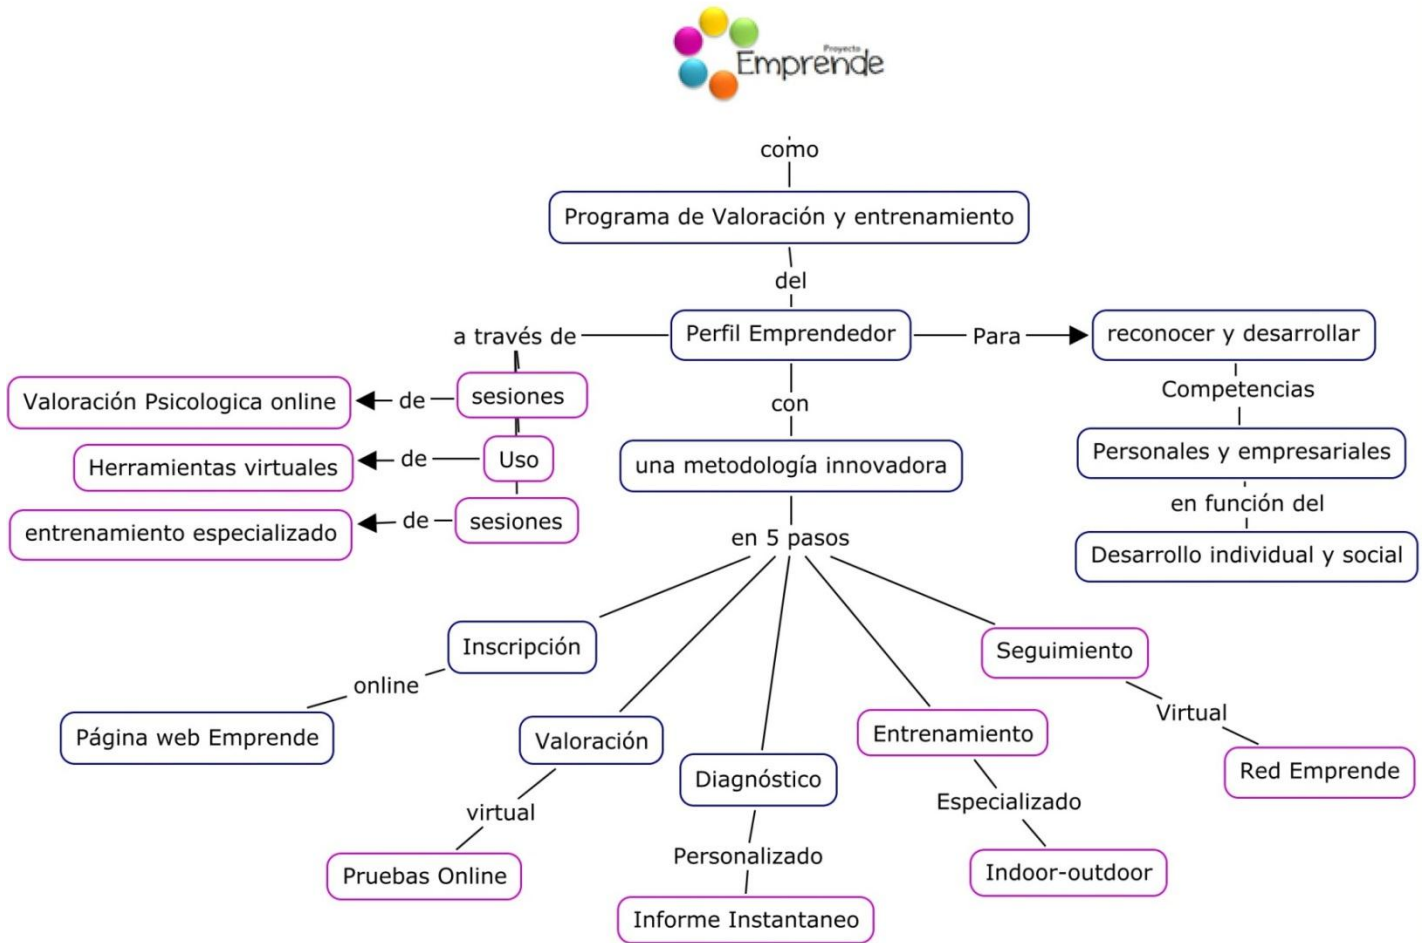 Proyecto
Emprende
como
Programa de Valoración y entrenamiento
del
a través de
Perfil Emprendedor
Para
reconocer y desarrollar
Valoración Psicologica online
de
sesiones
Herramientas virtuales
de
Uso
entrenamiento especializado
de
sesiones
con
una metodología innovadora
Competencias
Personales y empresariales
en función del
Desarrollo individual y social
en 5 pasos
Inscripción
online
Página web Emprende
Valoración
virtual
Pruebas Online
Diagnóstico
Personalizado
Informe Instantaneo
Entrenamiento
Especializado
Indoor-outdoor
Seguimiento
Virtual
Red Emprende